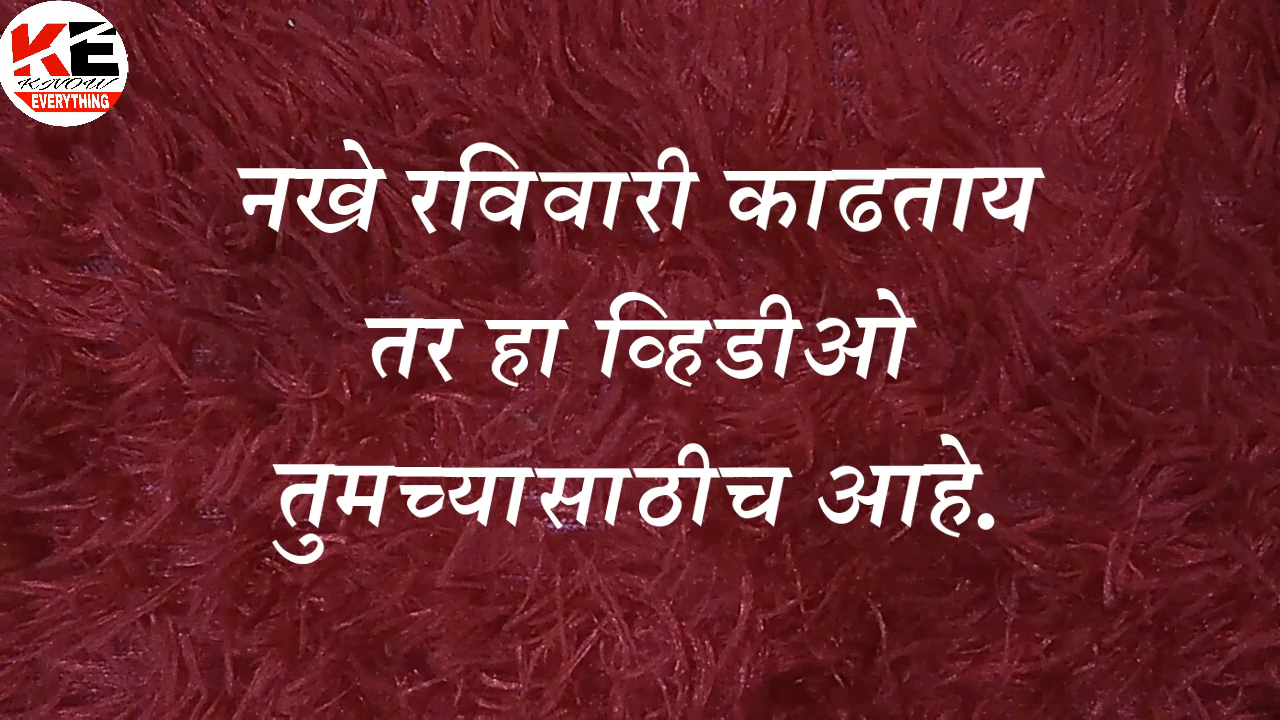 KE
KNOW
EVERYTHING
नखे रविवारी काढताय
तर हा व्हिडीओ
तुमच्यासाठीच आहे.